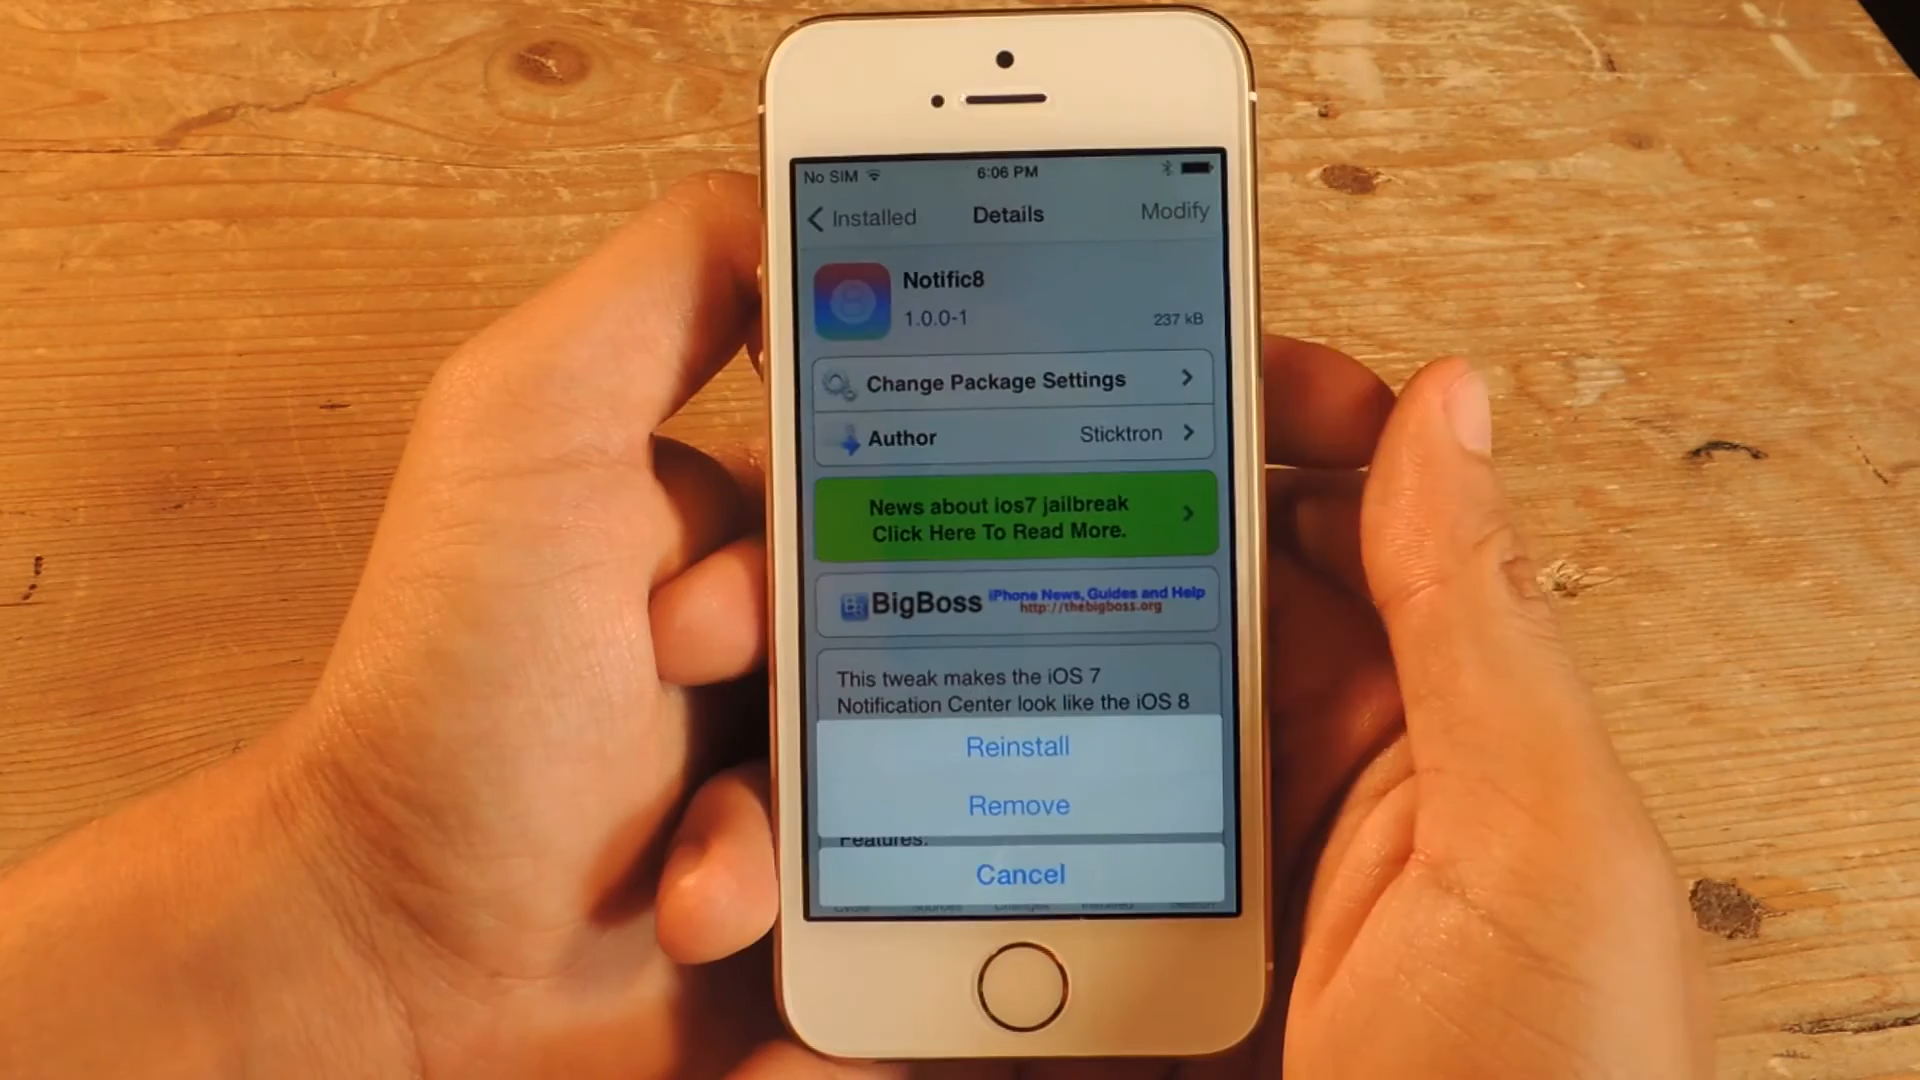 No SIM
6:06 PM
Installed
Details
Modify
Notific8
1.0.0-1
237 kB
Change Package Settings
Author
Sticktron
News about ios7 jailbreak
Click Here To Read More.
BigBoss
iPhone News, Guides and Help
http://thebigboss.org
This tweak makes the iOS 7
Notification Center look like the iOS 8
Reinstall
Remove
Features:
Cancel